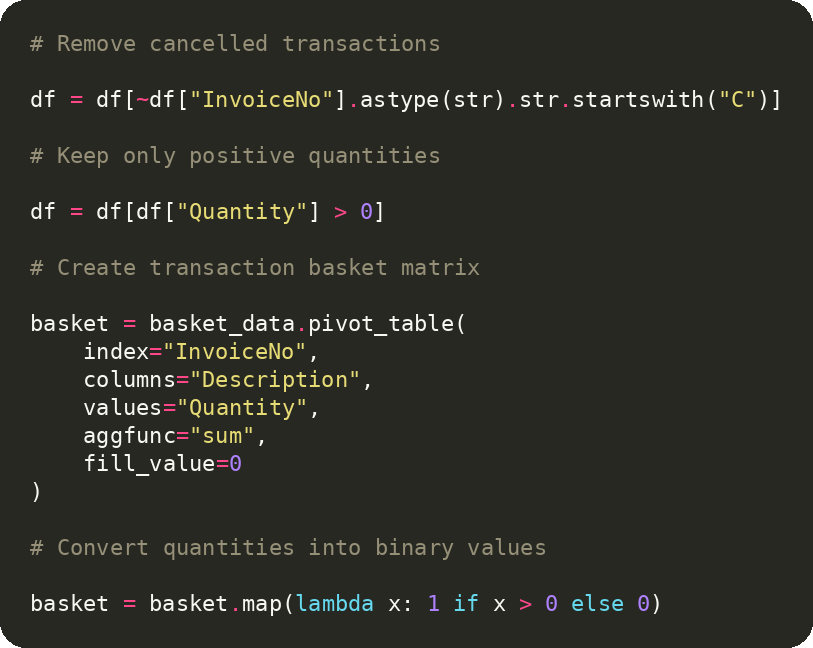 # Remove cancelled transactions
df = df[~df["InvoiceNo"].astype(str).str.startswith("C")]
# Keep only positive quantities
df = df[df["Quantity"] > 0]
# Create transaction basket matrix
basket = basket_data.pivot_table(
    index="InvoiceNo",
    columns="Description",
    values="Quantity",
    aggfunc="sum",
    fill_value=0
)
# Convert quantities into binary values
basket = basket.map(lambda x: 1 if x > 0 else 0)